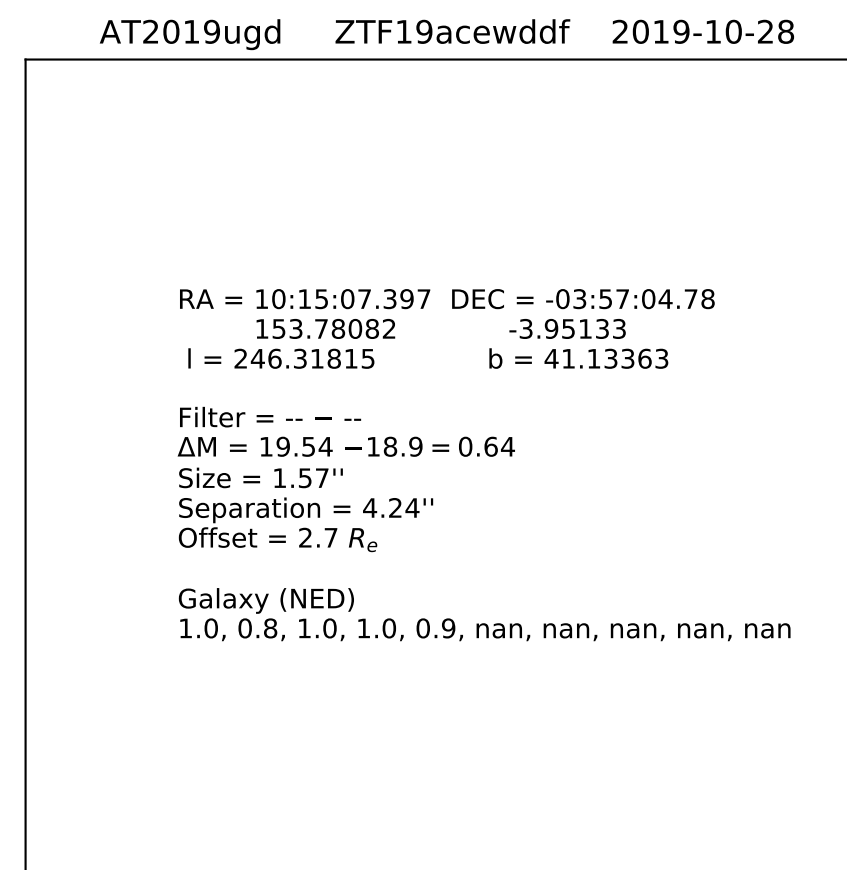 AT2019ugd ZTF19acewddf 2019-10-28
RA = 10:15:07.397 DEC = -03:57:04.78
153.78082 -3.95133
l = 246.31815 b = 41.13363
Filter = -- − --
ΔM = 19.54 −18.9 = 0.64
Size = 1.57''
Separation = 4.24''
Offset = 2.7 Re
Galaxy (NED)
1.0, 0.8, 1.0, 1.0, 0.9, nan, nan, nan, nan, nan